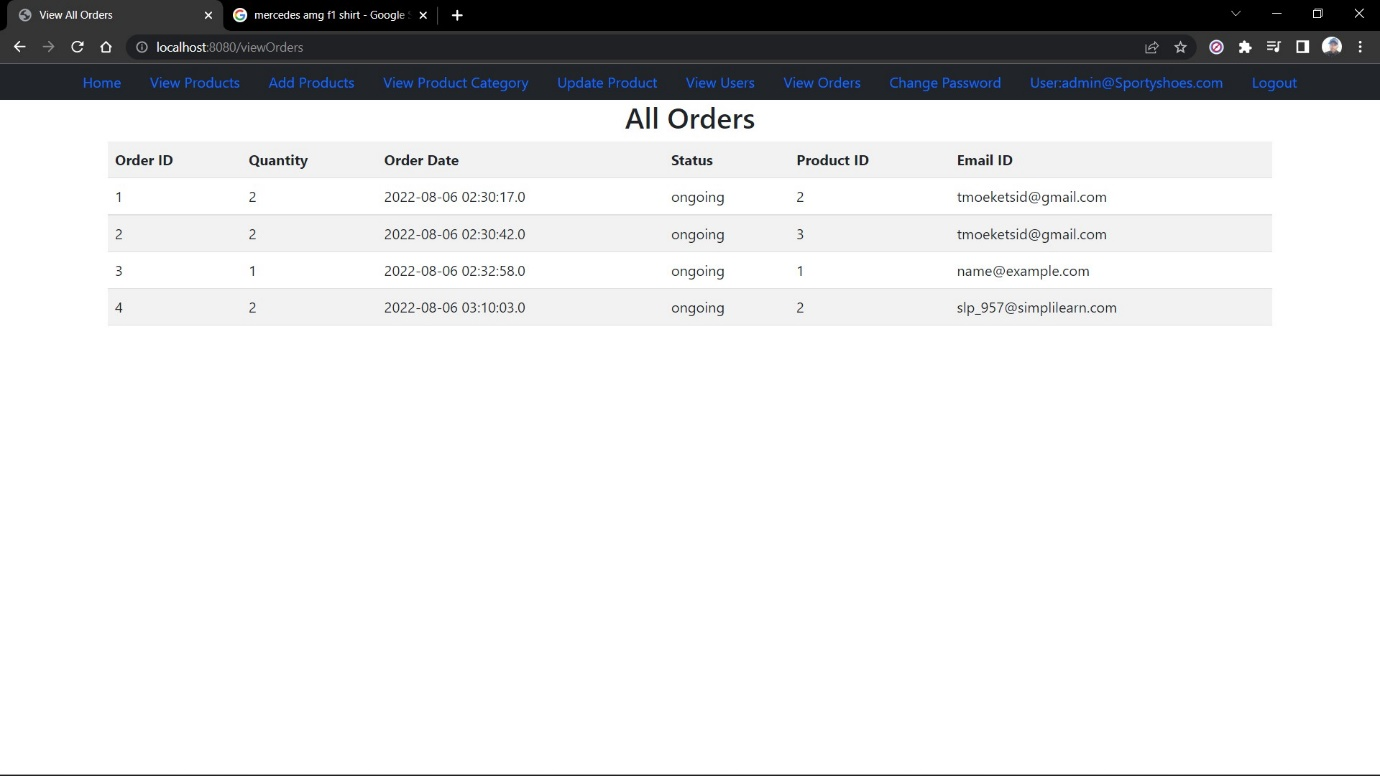 View All Orders
mercedes amg f1 shirt - Google
localhost:8080/viewOrders
Home View Products Add Products View Product Category Update Product View Users View Orders Change Password User:admin@Sportyshoes.com Logout
All Orders
Order ID Quantity Order Date Status Product ID Email ID
1 2 2022-08-06 02:30:17.0 ongoing 2 tmoeketsid@gmail.com
2 2 2022-08-06 02:30:42.0 ongoing 3 tmoeketsid@gmail.com
3 1 2022-08-06 02:32:58.0 ongoing 1 name@example.com
4 2 2022-08-06 03:10:03.0 ongoing 2 slp_957@simplilearn.com